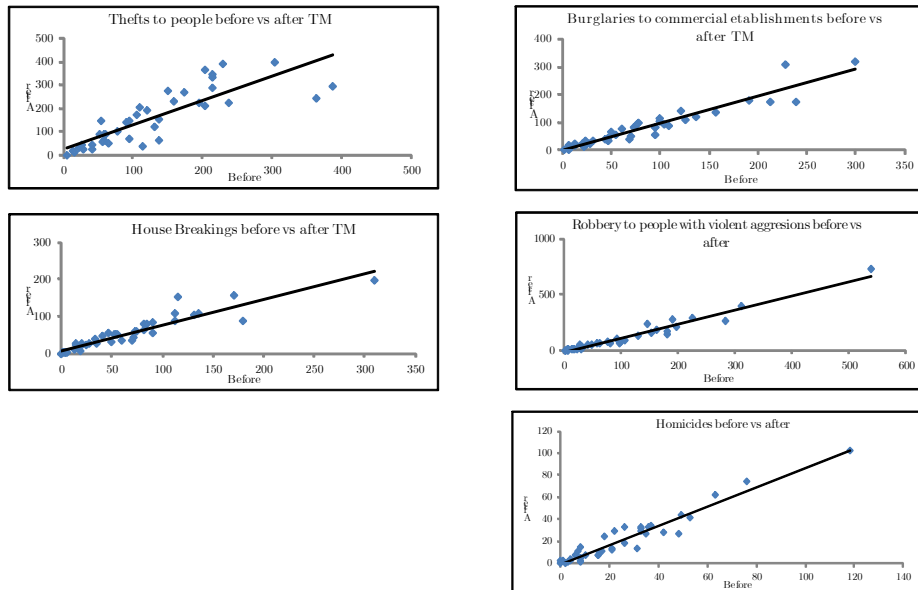 Thefts to people before vs after TM
500
400
300
200
100
0
0 100 200 300 400 500
Before
Burglaries to commercial etablishments before vs
after TM
400
300
200
100
0
0 50 100 150 200 250 300 350
Before
House Breakings before vs after TM
300
200
100
0
0 50 100 150 200 250 300 350
Before
Robbery to people with violent aggresions before vs
after
1000
500
0
0 100 200 300 400 500 600
Before
Homicides before vs after
120
100
80
60
40
20
0
0 20 40 60 80 100 120 140
Before